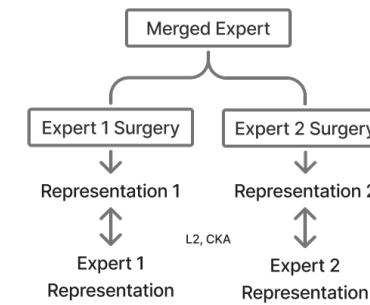 Merged Expert
Expert 1 Surgery
Expert 2 Surgery
Representation 1
Representation 2
L2, CKA
Expert 1
Representation
Expert 2
Representation